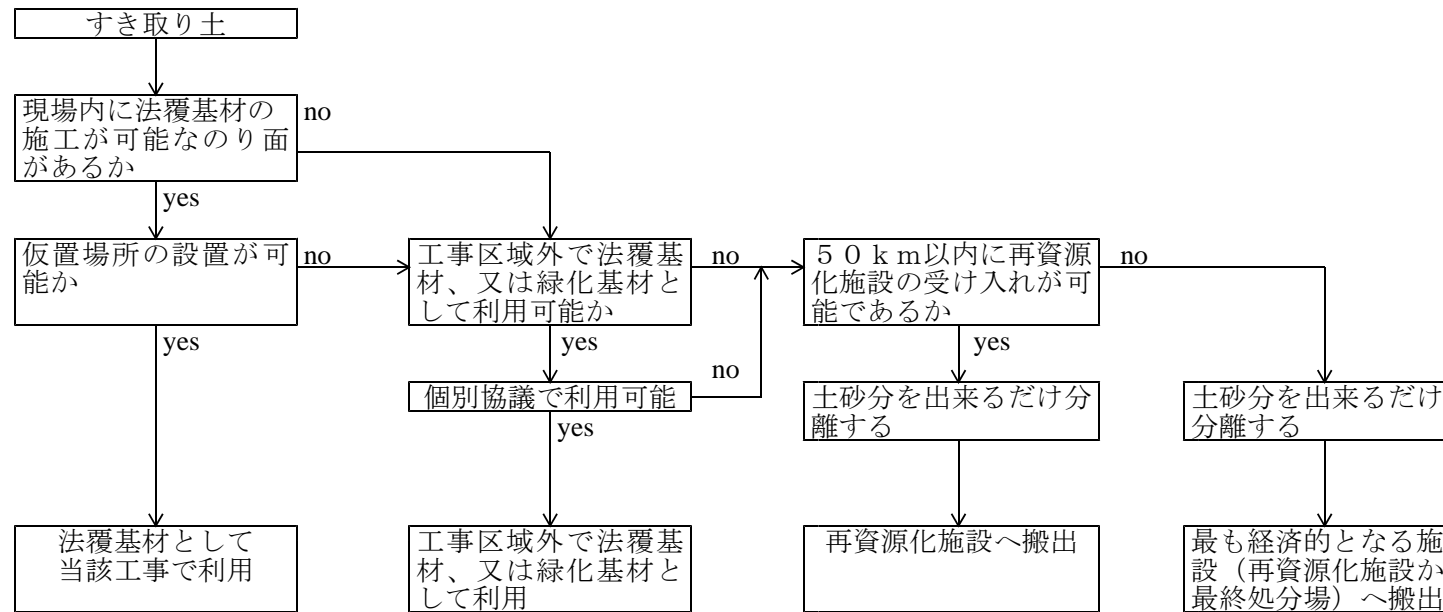 すき取り土
現場内に法覆基材の
施工が可能なのり面
があるか
no
yes
仮置場所の設置が可
能か
no
yes
工事区域外で法覆基
材、又は緑化基材と
して利用可能か
no
yes
５０ｋｍ以内に再資源
化施設の受け入れが可
能であるか
no
yes
個別協議で利用可能
no
yes
土砂分を出来るだけ分
離する
土砂分を出来るだけ
分離する
法覆基材として
当該工事で利用
工事区域外で法覆基
材、又は緑化基材と
して利用
再資源化施設へ搬出
最も経済的となる施
設（再資源化施設か
最終処分場）へ搬出